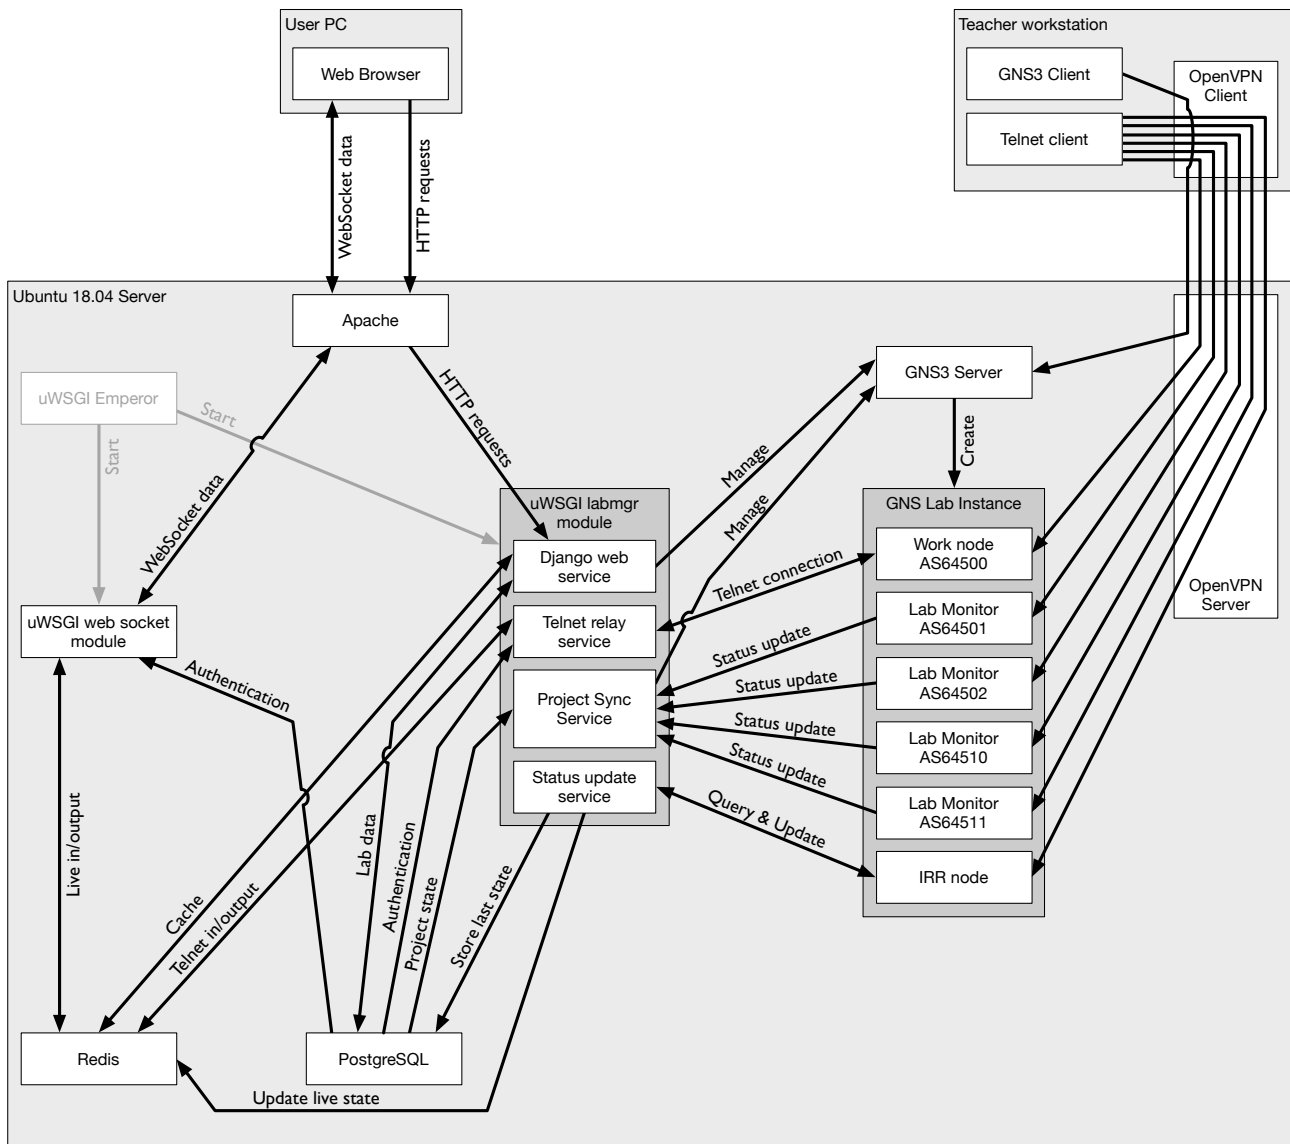 User PC
Web Browser
Teacher workstation
GNS3 Client
OpenVPN
Client
Telnet client
WebSocket data
HTTP requests
Ubuntu 18.04 Server
Apache
GNS3 Server
uWSGI Emperor
Start
Start
HTTP requests
Manage
Manage
Create
WebSocket data
uWSGI labmgr
module
Django web
service
Telnet relay
service
Project Sync
Service
Status update
service
GNS Lab Instance
Work node
AS64500
Lab Monitor
AS64501
Lab Monitor
AS64502
Lab Monitor
AS64510
Lab Monitor
AS64511
IRR node
OpenVPN
Server
Telnet connection
Status update
Status update
Status update
Status update
Query & Update
uWSGI web socket
module
Authentication
Live in/output
Cache
Telnet in/output
Lab data
Authentication
Project state
Store last state
Redis
PostgreSQL
Update live state